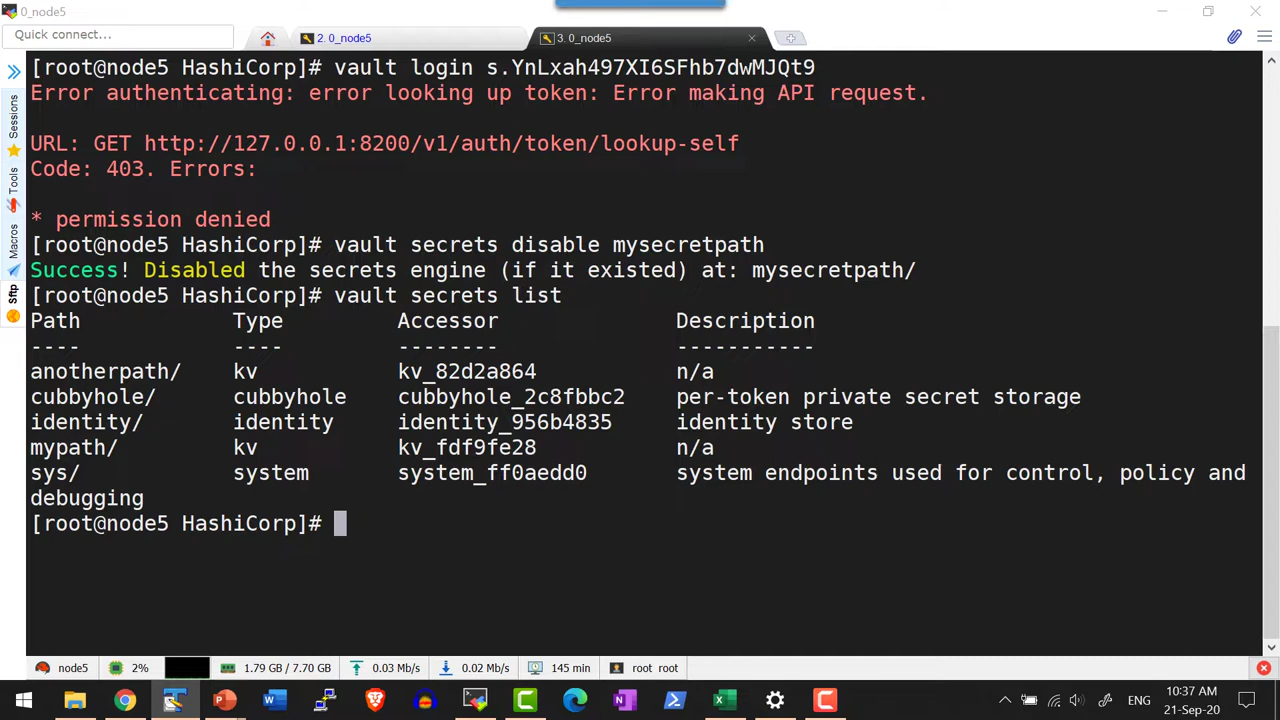 0_node5
Quick connect...
2. 0_node5
3. 0_node5
Sessions
Tools
Macros
Sftp
[root@node5 HashiCorp]# vault login s.YnLxah497XI6SFhb7dwMJQt9
Error authenticating: error looking up token: Error making API request.
URL: GET http://127.0.0.1:8200/v1/auth/token/lookup-self
Code: 403. Errors:
* permission denied
[root@node5 HashiCorp]# vault secrets disable mysecretpath
Success! Disabled the secrets engine (if it existed) at: mysecretpath/
[root@node5 HashiCorp]# vault secrets list
Path Type Accessor Description
---- ---- -------- -----------
anotherpath/ kv kv_82d2a864 n/a
cubbyhole/ cubbyhole cubbyhole_2c8fbbc2 per-token private secret storage
identity/ identity identity_956b4835 identity store
mypath/ kv kv_fdf9fe28 n/a
sys/ system system_ff0aedd0 system endpoints used for control, policy and
debugging
[root@node5 HashiCorp]#
node5 2% 1.79 GB / 7.70 GB 0.03 Mb/s 0.02 Mb/s 145 min root root
ENG
10:37 AM
21-Sep-20